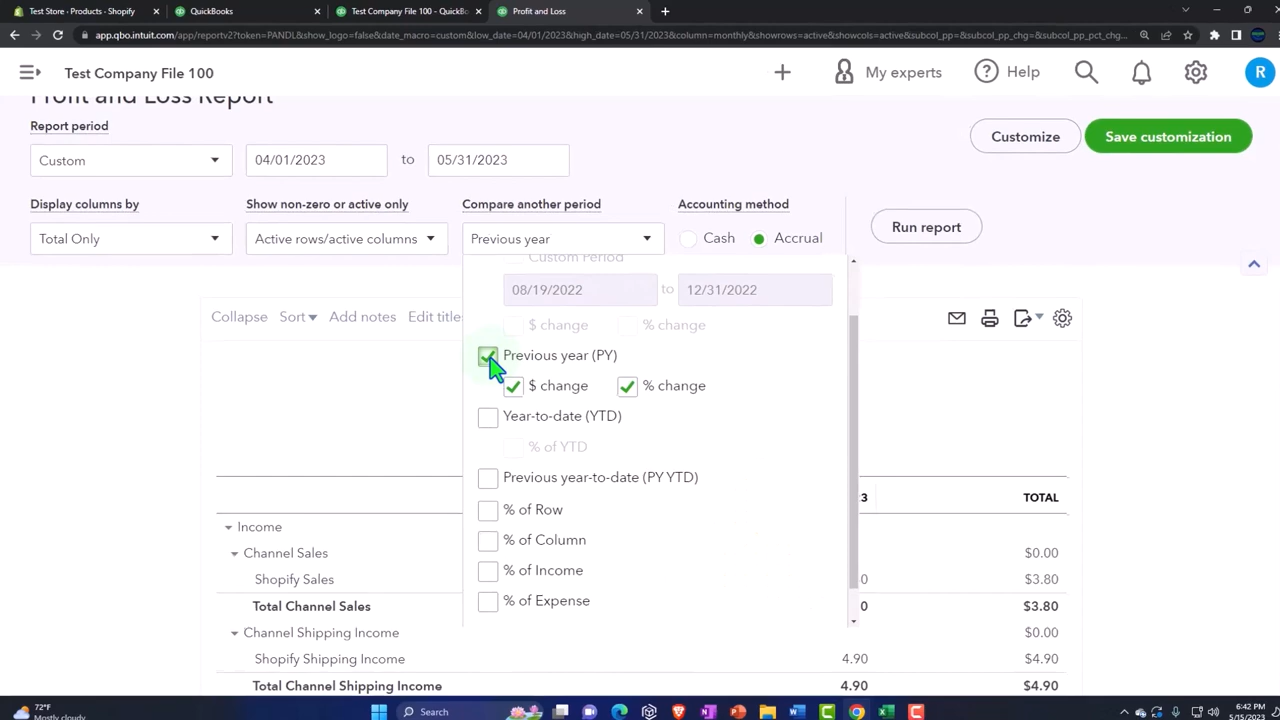 Test Store · Products · Shopify
QuickBooks
Test Company File 100 - QuickBo
Profit and Loss
app.qbo.intuit.com/app/reportv2?token=PANDL&show_logo=false&date_macro=custom&low_date=04/01/2023&high_date=05/31/2023&column=monthly&showrows=active&showcols=active&subcol_pp=&subcol_pp_chg=&subcol_pp_pct_chg...
Test Company File 100
My experts
Help
R
Profit and Loss Report
Report period
Custom
04/01/2023
to
05/31/2023
Customize
Save customization
Display columns by
Show non-zero or active only
Compare another period
Accounting method
Total Only
Active rows/active columns
Previous year
Cash
Accrual
Run report
Custom Period
08/19/2022
to
12/31/2022
$ change
% change
Previous year (PY)
$ change
% change
Year-to-date (YTD)
% of YTD
Previous year-to-date (PY YTD)
% of Row
% of Column
% of Income
% of Expense
Collapse
Sort
Add notes
Edit titles
TOTAL
Income
Channel Sales
$0.00
Shopify Sales
0
$3.80
Total Channel Sales
0
$3.80
Channel Shipping Income
$0.00
Shopify Shipping Income
4.90
$4.90
Total Channel Shipping Income
4.90
$4.90
72°F
Mostly cloudy
Search
6:42 PM
5/15/2023